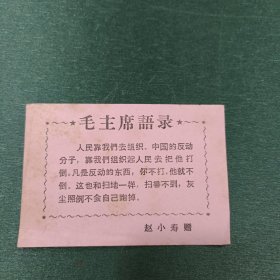 ★毛主席語录★
人民靠我們去組织。中国的反动
分子，靠我們组织起人民去把他打
倒。凡是反动的东西，你不打，他就不
倒。这也和扫地一样，扫帚不到，灰
尘照例不会自己跑掉。
赵小寿赠